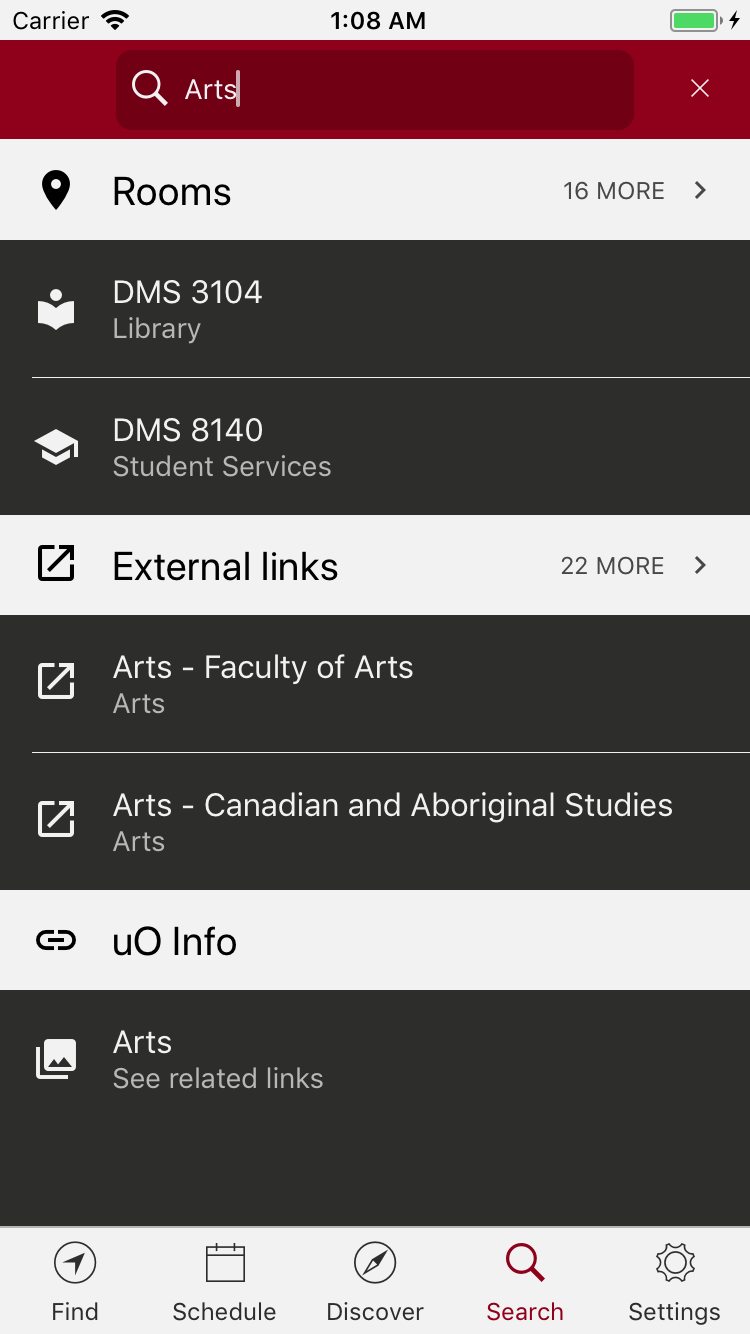 Carrier 1:08 AM
Arts
Rooms 16 MORE
DMS 3104
Library
DMS 8140
Student Services
External links 22 MORE
Arts - Faculty of Arts
Arts
Arts - Canadian and Aboriginal Studies
Arts
uO Info
Arts
See related links
Find Schedule Discover Search Settings